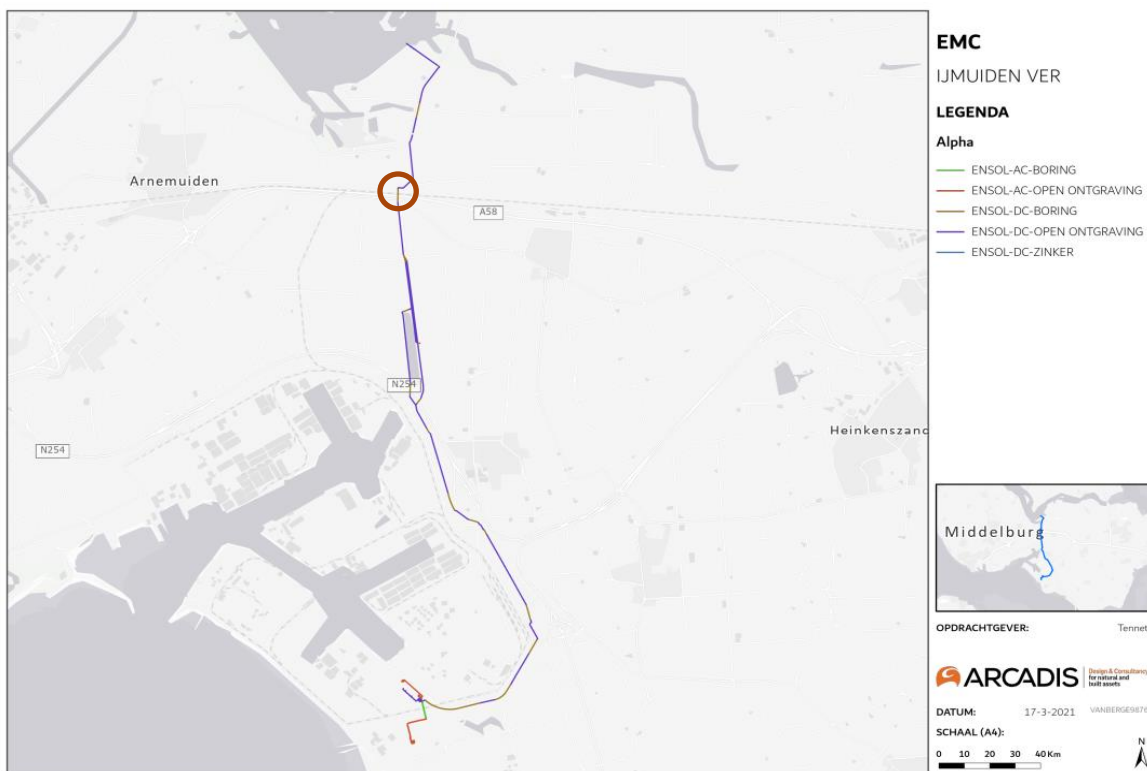 Arnemuiden
A58
N254
N254
Heinkenszand
EMC
IJMUIDEN VER
LEGENDA
Alpha
ENSOL-AC-BORING
ENSOL-AC-OPEN ONTGRAVING
ENSOL-DC-BORING
ENSOL-DC-OPEN ONTGRAVING
ENSOL-DC-ZINKER
Middelburg
OPDRACHTGEVER: Tennet
ARCADIS
Design & Consultancy
for natural and
built assets
DATUM: 17-3-2021 VANBERGE9876
SCHAAL (A4):
N
0 10 20 30 40 Km